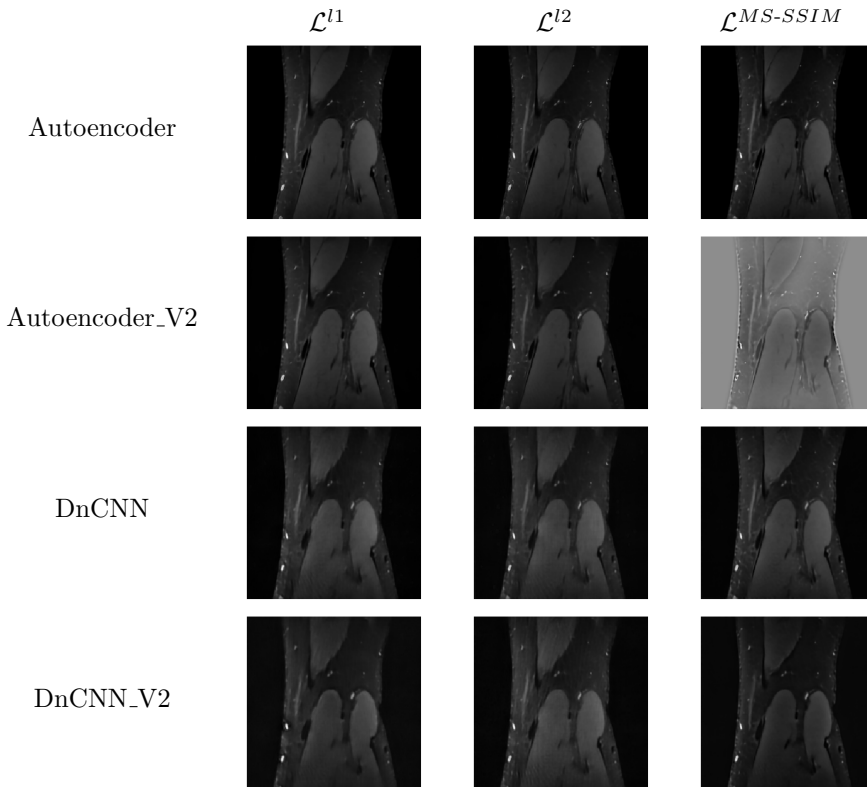 ℒ^{l1} ℒ^{l2} ℒ^{MS-SSIM}
Autoencoder
Autoencoder_V2
DnCNN
DnCNN_V2